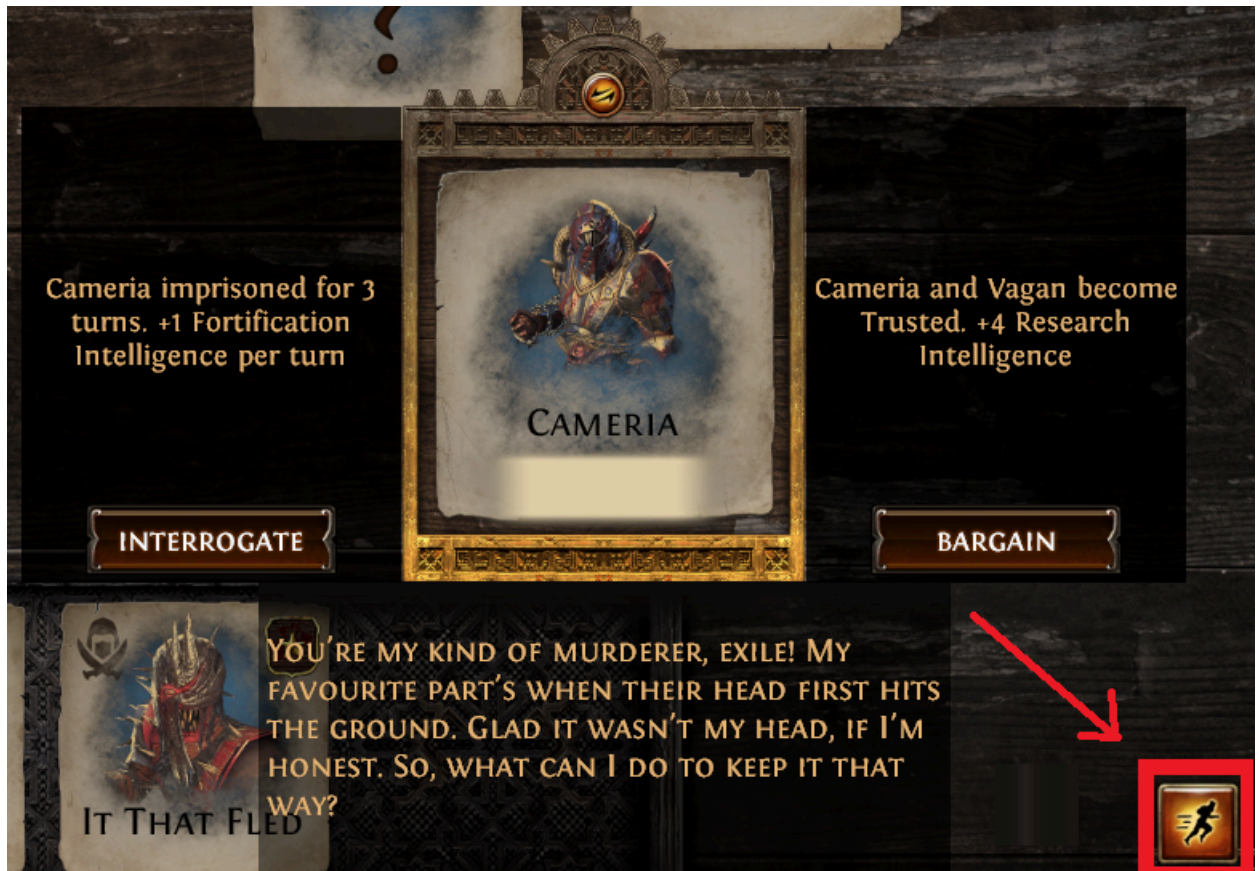 ?
Cameria imprisoned for 3
turns. +1 Fortification
Intelligence per turn
INTERROGATE
CAMERIA
Cameria and Vagan become
Trusted. +4 Research
Intelligence
BARGAIN
IT THAT FLED
YOU'RE MY KIND OF MURDERER, EXILE! MY
FAVOURITE PART'S WHEN THEIR HEAD FIRST HITS
THE GROUND. GLAD IT WASN'T MY HEAD, IF I'M
HONEST. SO, WHAT CAN I DO TO KEEP IT THAT
WAY?